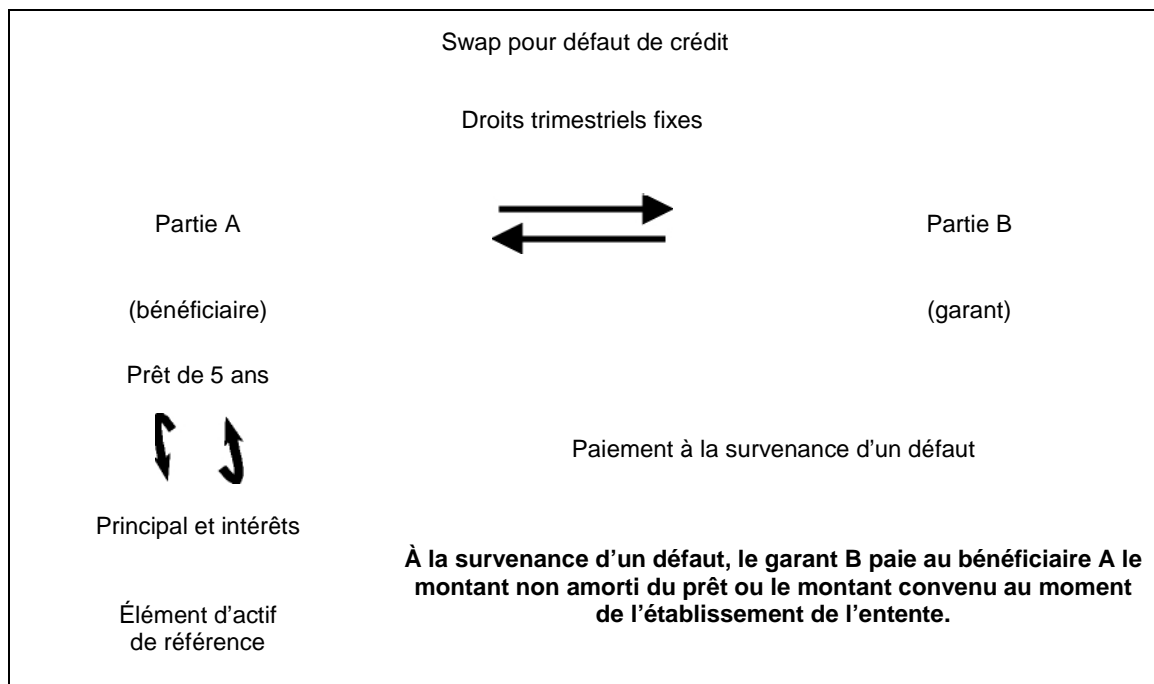 Swap pour défaut de crédit
Droits trimestriels fixes
Partie A
Partie B
(bénéficiaire)
(garant)
Prêt de 5 ans
Paiement à la survenance d'un défaut
Principal et intérêts
À la survenance d’un défaut, le garant B paie au bénéficiaire A le
montant non amorti du prêt ou le montant convenu au moment
de l’établissement de l’entente.
Élément d'actif
de référence